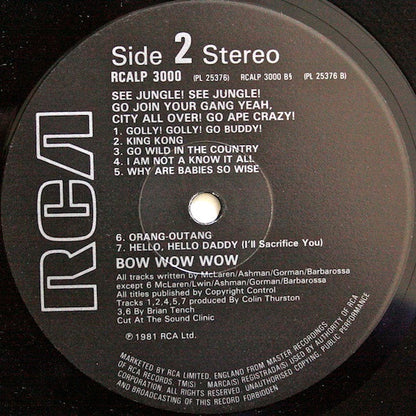 Side 2 Stereo
RCALP 3000 (PL 25376) RCALP 3000 B§ (PL 25376 B)
SEE JUNGLE! SEE JUNGLE!
GO JOIN YOUR GANG YEAH,
CITY ALL OVER! GO APE CRAZY!
1. GOLLY! GOLLY! GO BUDDY!
2. KING KONG
3. GO WILD IN THE COUNTRY
4. I AM NOT A KNOW IT ALL
5. WHY ARE BABIES SO WISE
6. ORANG-OUTANG
7. HELLO, HELLO DADDY (I'll Sacrifice You)
BOW WOW WOW
All tracks written by McLaren/Ashman/Gorman/Barbarossa
except 6 McLaren/Lwin/Ashman/Gorman/Barbarossa
All titles published by Copyright Control
Tracks 1,2,4,5,7 produced by Colin Thurston
3,6 By Brian Tench
Cut At The Sound Clinic
℗ 1981 RCA Ltd.
RCA
MARKETED BY RCA LIMITED, ENGLAND FROM MASTER RECORDINGS
OF RCA RECORDS. TM(S) ® MARCA(S) REGISTRADA(S) USED BY AUTHORITY OF RCA
AND BROADCASTING OF THIS RECORD FORBIDDEN
UNAUTHORISED COPYING, PUBLIC PERFORMANCE